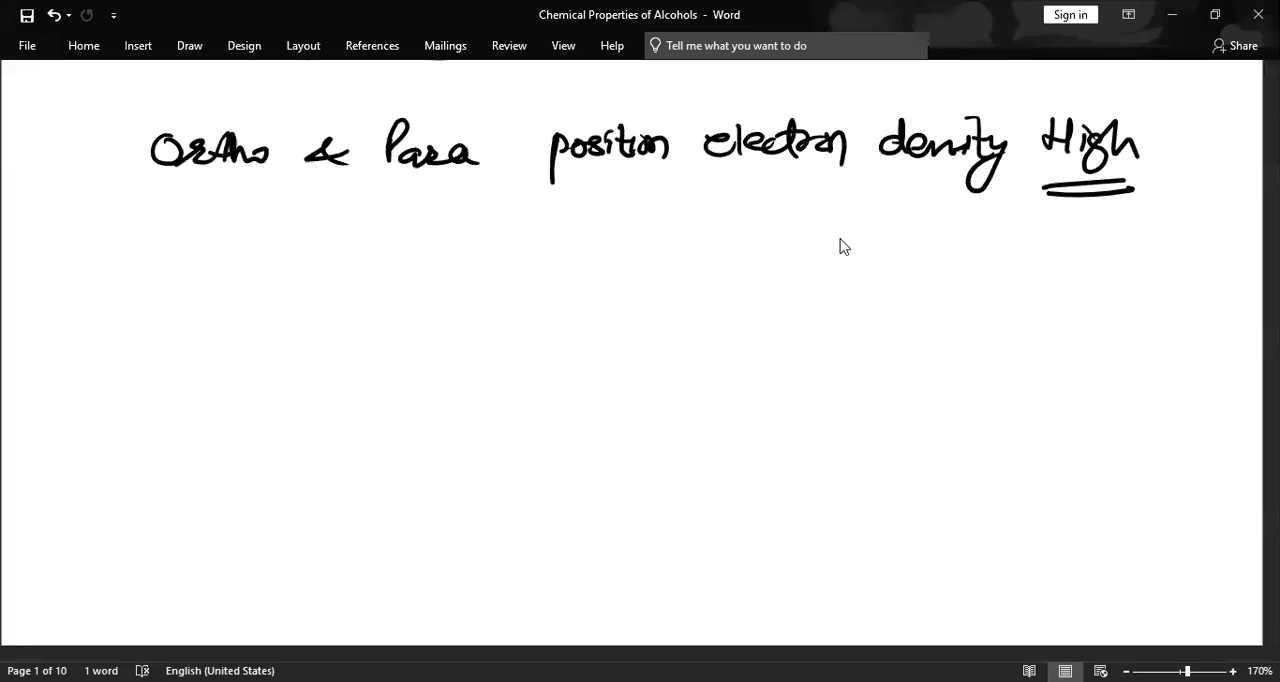 Chemical Properties of Alcohols - Word
Sign in
File Home Insert Draw Design Layout References Mailings Review View Help Tell me what you want to do Share
Ortho & Para position electron density High
Page 1 of 10 1 word English (United States) 170%